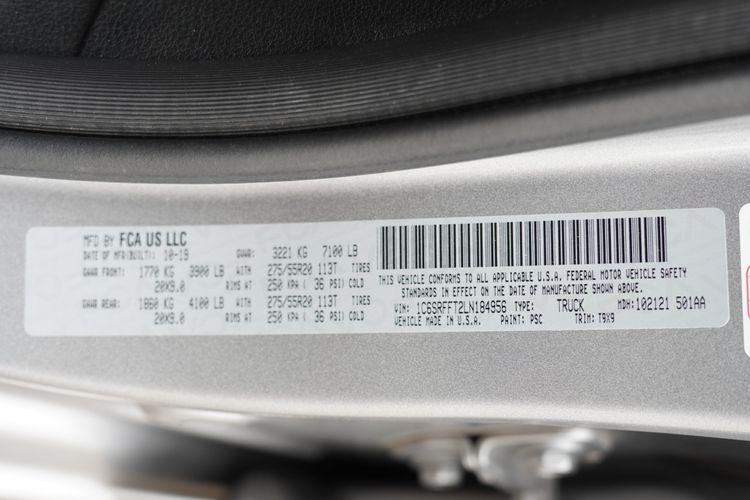 MFD BY FCA US LLC
DATE OF MFR(BUILT): 10-19 GVWR: 3221 KG 7100 LB
GAWR FRONT: 1770 KG 3900 LB WITH 275/55R20 113T TIRES
20X9.0 RIMS AT 250 KPA ( 36 PSI) COLD
GAWR REAR: 1860 KG 4100 LB WITH 275/55R20 113T TIRES
20X9.0 RIMS AT 250 KPA ( 36 PSI) COLD
THIS VEHICLE CONFORMS TO ALL APPLICABLE U.S.A. FEDERAL MOTOR VEHICLE SAFETY
STANDARDS IN EFFECT ON THE DATE OF MANUFACTURE SHOWN ABOVE.
VIN: 1C6SRFFT2LN184956 TYPE: TRUCK MDH:102121 501AA
VEHICLE MADE IN U.S.A. PAINT: PSC TRIM: T9X9